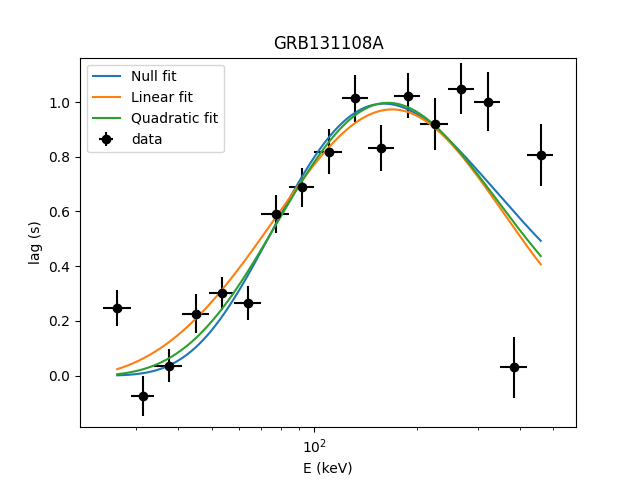 GRB131108A
Null fit
Linear fit
Quadratic fit
data
lag (s)
1.0
0.8
0.6
0.4
0.2
0.0
10²
E (keV)